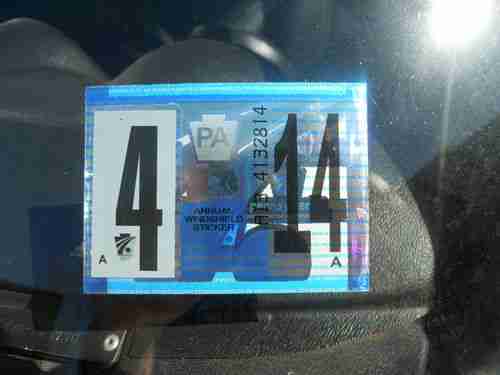 4
A
PA
ANNUAL
WINDSHIELD
STICKER
4132814
14
A